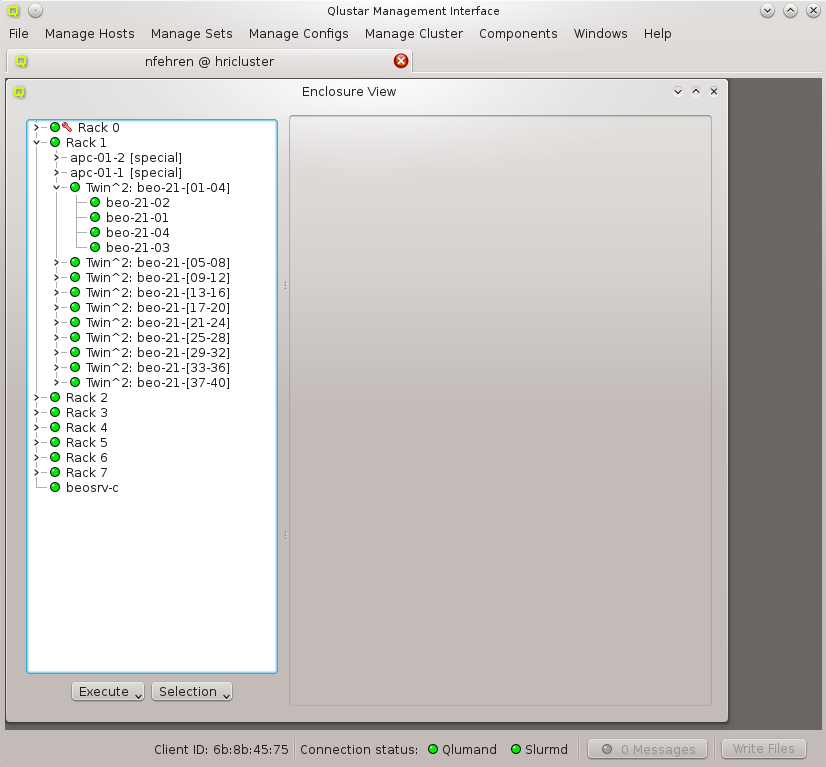 Qlustar Management Interface
File Manage Hosts Manage Sets Manage Configs Manage Cluster Components Windows Help
nfehren @ hricluster
Enclosure View
Rack 0
Rack 1
apc-01-2 [special]
apc-01-1 [special]
Twin^2: beo-21-[01-04]
beo-21-02
beo-21-01
beo-21-04
beo-21-03
Twin^2: beo-21-[05-08]
Twin^2: beo-21-[09-12]
Twin^2: beo-21-[13-16]
Twin^2: beo-21-[17-20]
Twin^2: beo-21-[21-24]
Twin^2: beo-21-[25-28]
Twin^2: beo-21-[29-32]
Twin^2: beo-21-[33-36]
Twin^2: beo-21-[37-40]
Rack 2
Rack 3
Rack 4
Rack 5
Rack 6
Rack 7
beosrv-c
Execute Selection
Client ID: 6b:8b:45:75 Connection status: Qlumand Slurmd 0 Messages Write Files